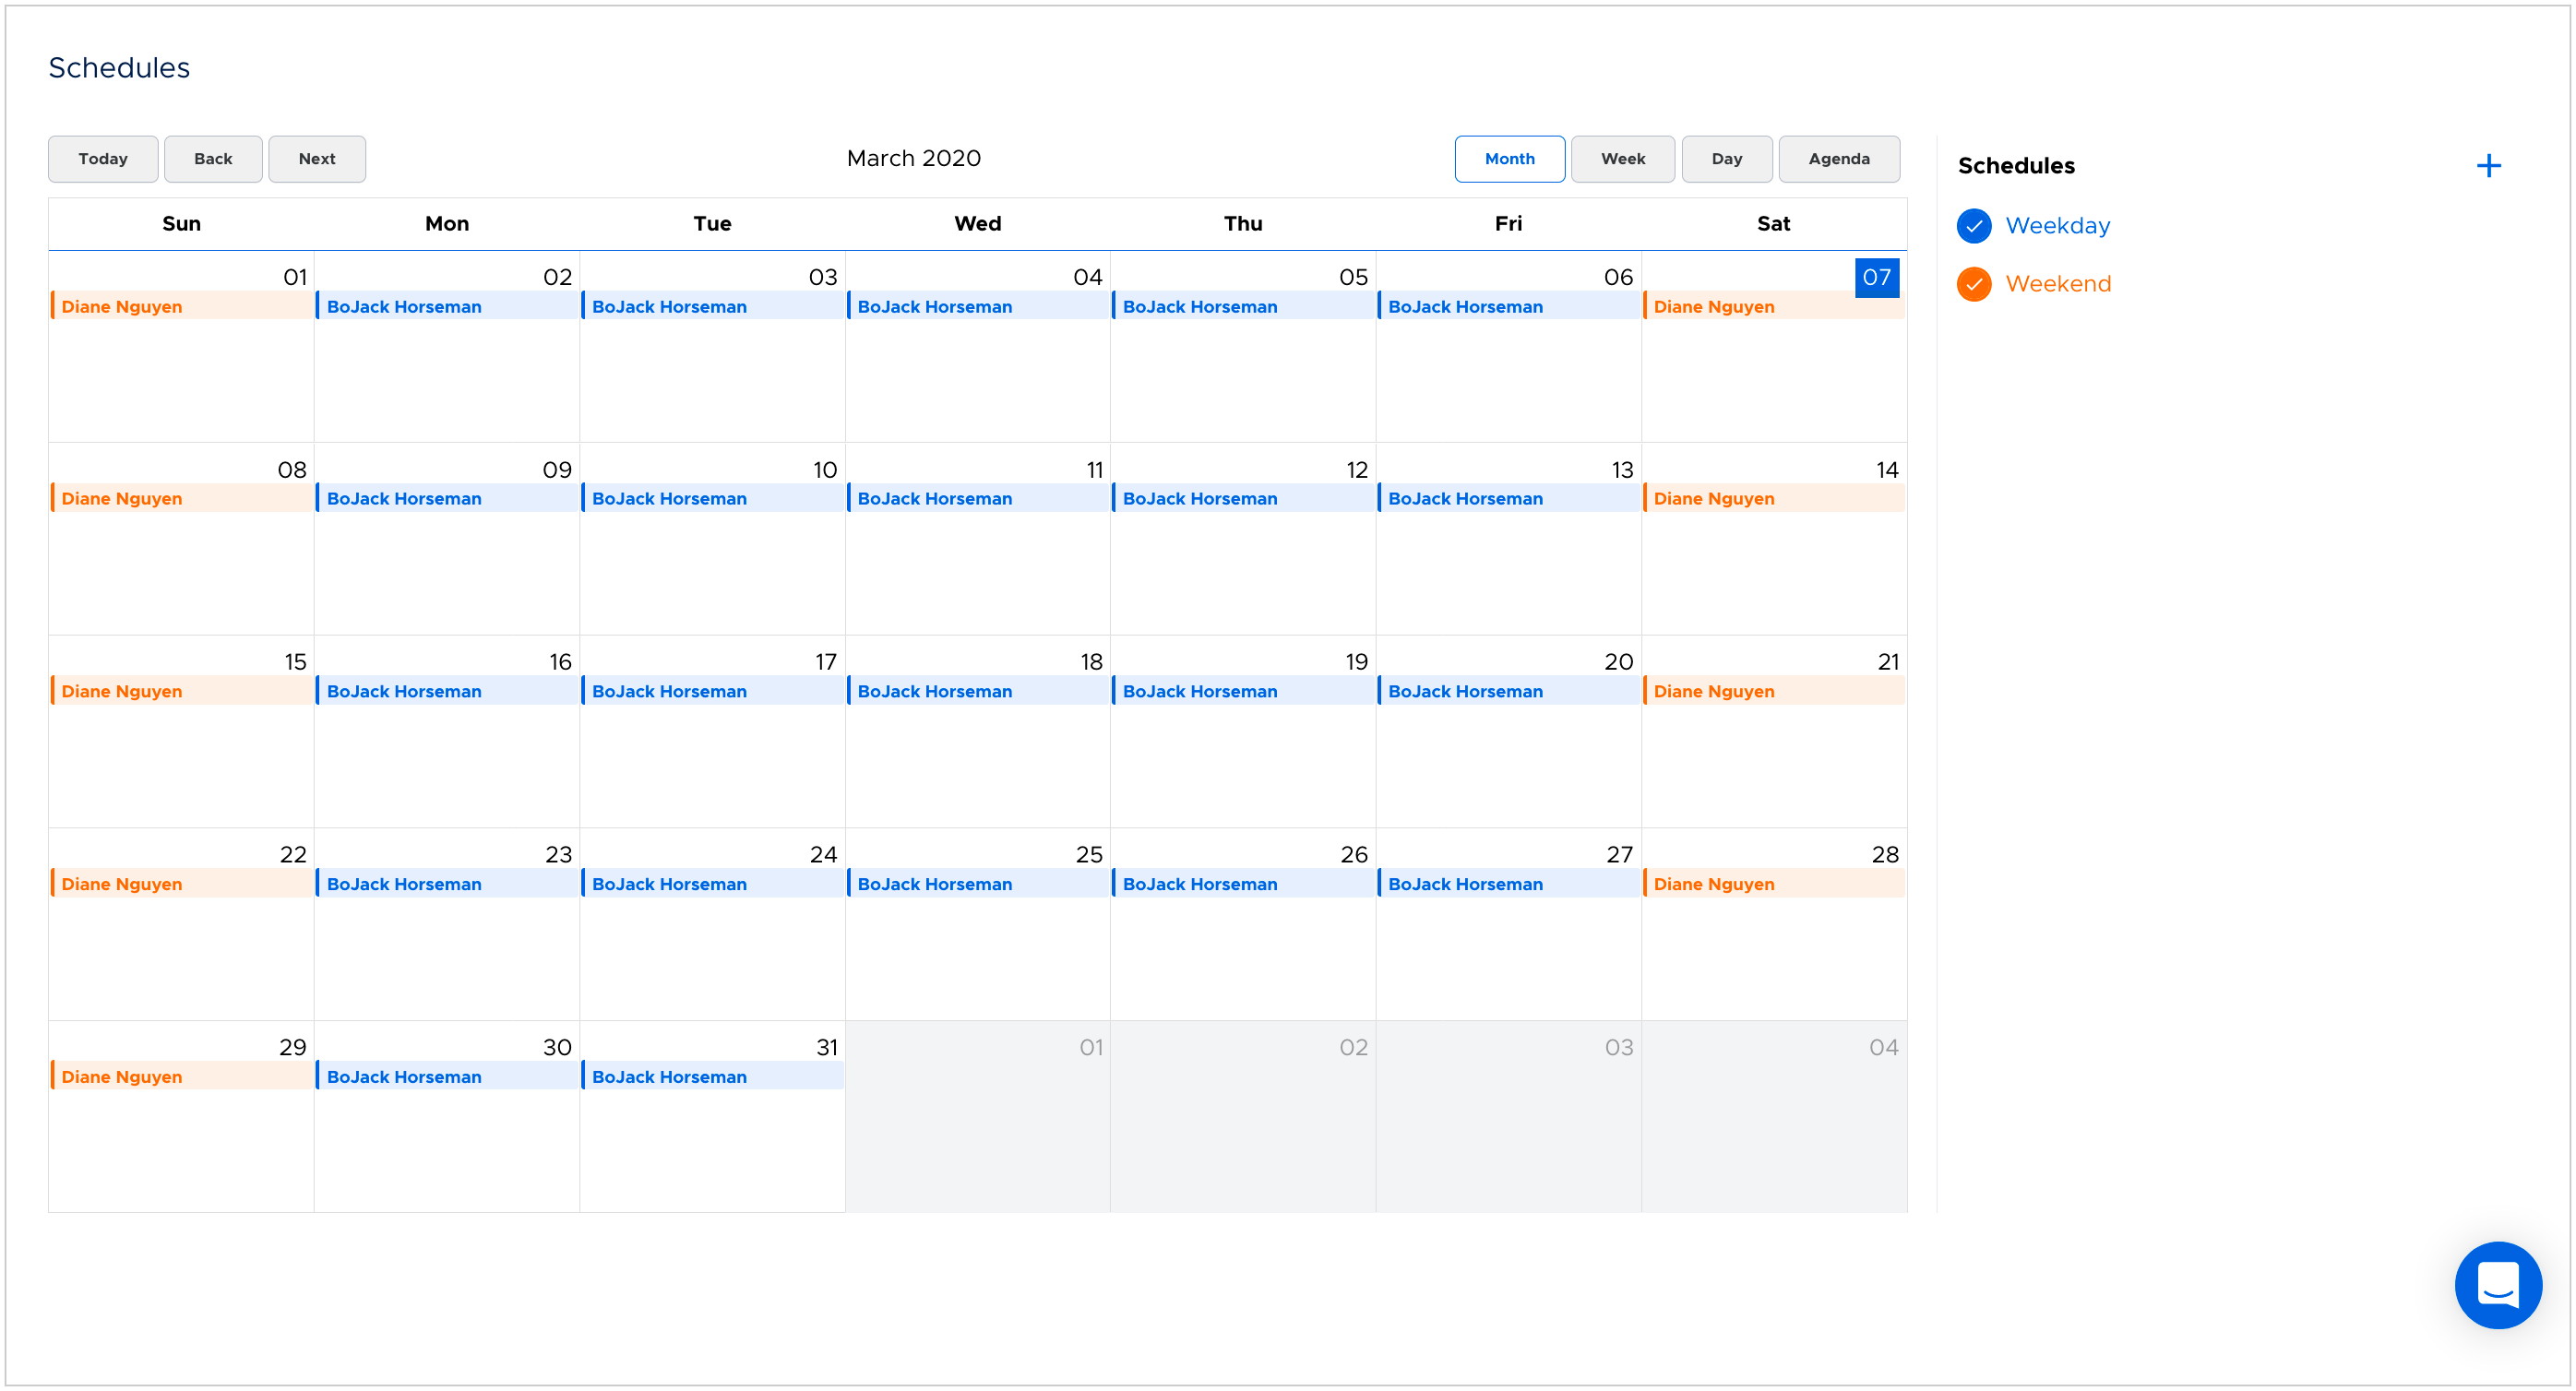 Schedules
Today Back Next March 2020 Month Week Day Agenda
Schedules
Weekday
Weekend
Sun Mon Tue Wed Thu Fri Sat
01 02 03 04 05 06 07
Diane Nguyen BoJack Horseman BoJack Horseman BoJack Horseman BoJack Horseman BoJack Horseman Diane Nguyen
08 09 10 11 12 13 14
Diane Nguyen BoJack Horseman BoJack Horseman BoJack Horseman BoJack Horseman BoJack Horseman Diane Nguyen
15 16 17 18 19 20 21
Diane Nguyen BoJack Horseman BoJack Horseman BoJack Horseman BoJack Horseman BoJack Horseman Diane Nguyen
22 23 24 25 26 27 28
Diane Nguyen BoJack Horseman BoJack Horseman BoJack Horseman BoJack Horseman BoJack Horseman Diane Nguyen
29 30 31 01 02 03 04
Diane Nguyen BoJack Horseman BoJack Horseman